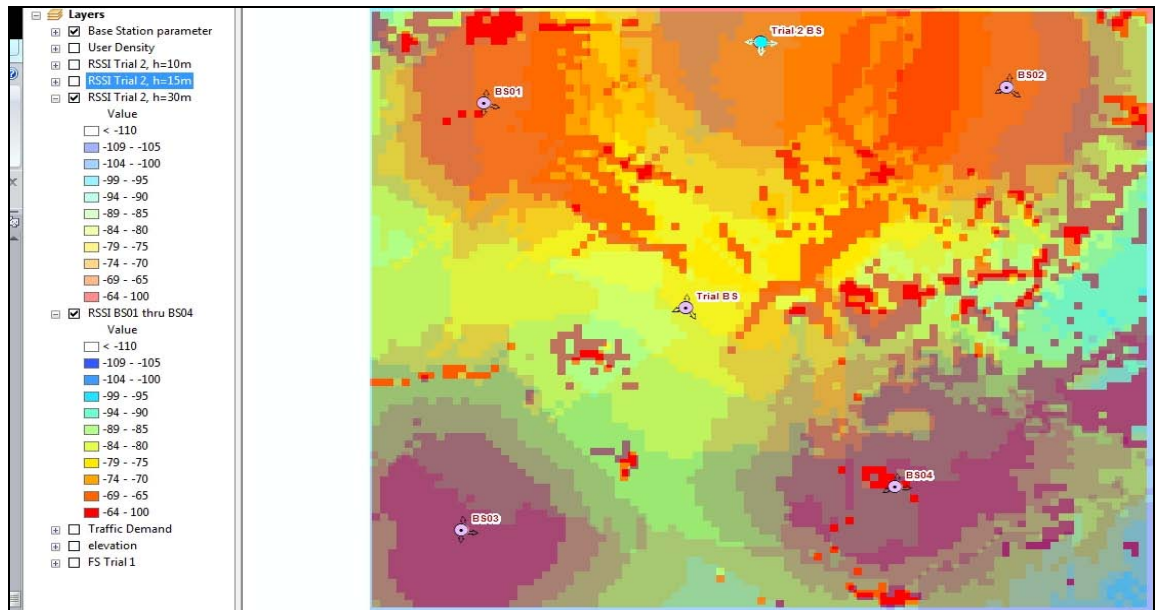 Layers
Base Station parameter
User Density
RSSI Trial 2, h=10m
RSSI Trial 2, h=15m
RSSI Trial 2, h=30m
Value
< -110
-109 - -105
-104 - -100
-99 - -95
-94 - -90
-89 - -85
-84 - -80
-79 - -75
-74 - -70
-69 - -65
-64 - 100
RSSI BS01 thru BS04
Value
< -110
-109 - -105
-104 - -100
-99 - -95
-94 - -90
-89 - -85
-84 - -80
-79 - -75
-74 - -70
-69 - -65
-64 - 100
Traffic Demand
elevation
FS Trial 1
Trial 2 BS
BS01
BS02
Trial BS
BS04
BS03